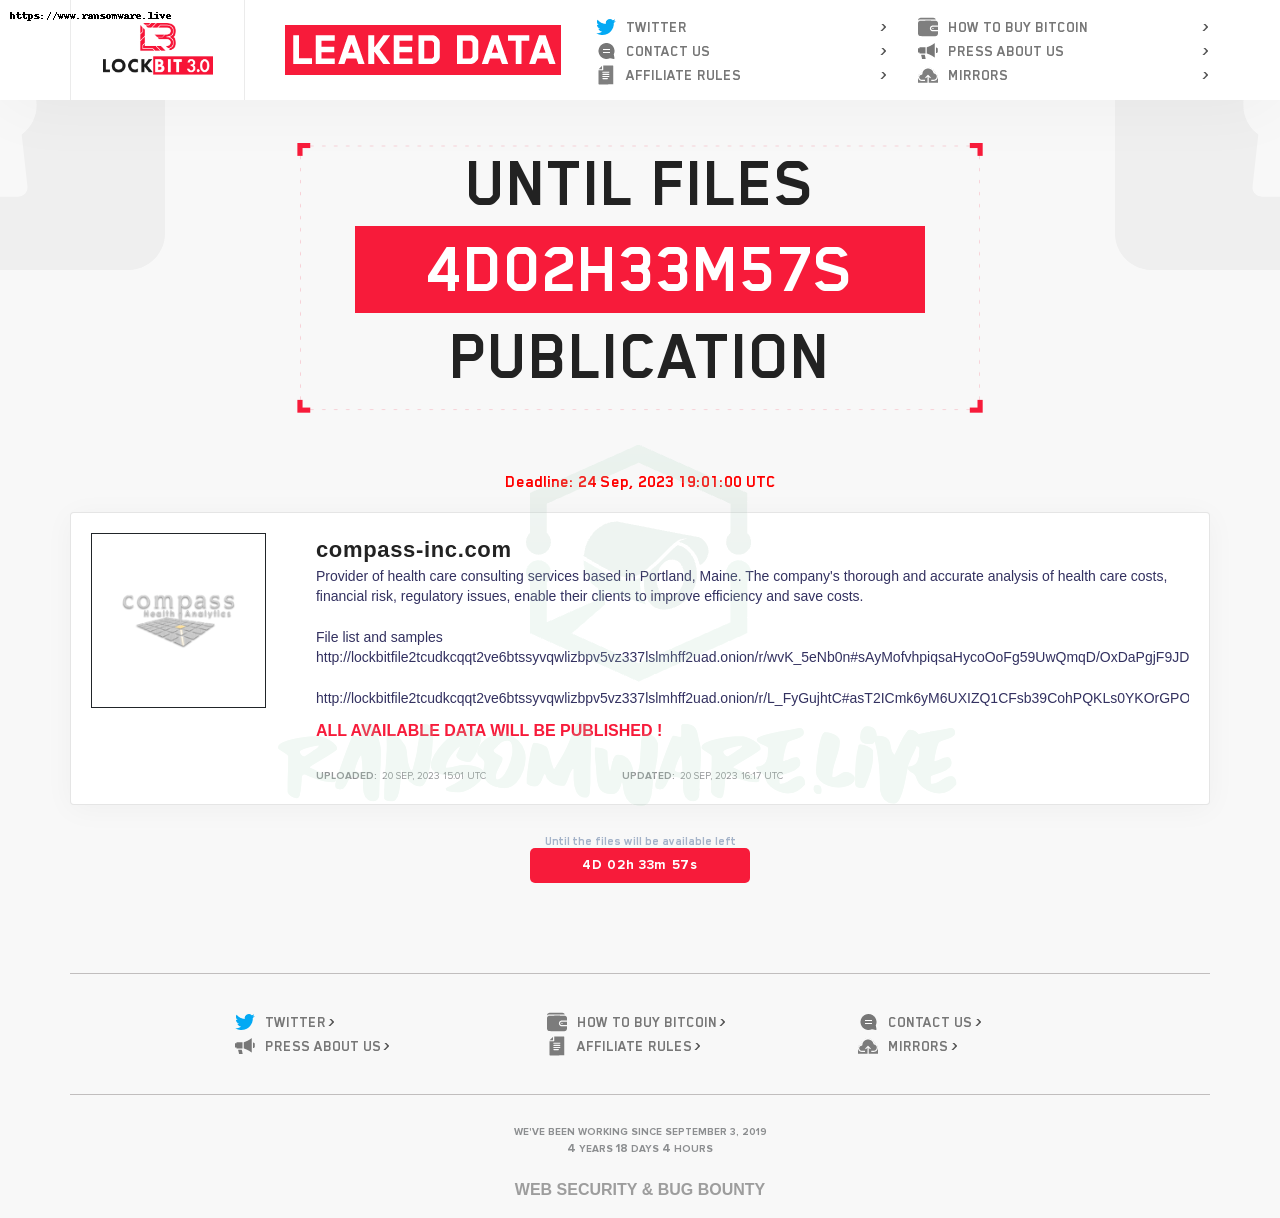 https://www.ransomware.live
LOCKBIT 3.0
LEAKED DATA
TWITTER
CONTACT US
AFFILIATE RULES
HOW TO BUY BITCOIN
PRESS ABOUT US
MIRRORS
UNTIL FILES
4D02H33M57S
PUBLICATION
Deadline: 24 Sep, 2023 19:01:00 UTC
compass
Health Analytics
compass-inc.com
Provider of health care consulting services based in Portland, Maine. The company's thorough and accurate analysis of health care costs,
financial risk, regulatory issues, enable their clients to improve efficiency and save costs.
File list and samples
http://lockbitfile2tcudkcqqt2ve6btssyvqwlizbpv5vz337lslmhff2uad.onion/r/wvK_5eNb0n#sAyMofvhpiqsaHycoOoFg59UwQmqD/OxDaPgjF9JD
http://lockbitfile2tcudkcqqt2ve6btssyvqwlizbpv5vz337lslmhff2uad.onion/r/L_FyGujhtC#asT2ICmk6yM6UXIZQ1CFsb39CohPQKLs0YKOrGPO
ALL AVAILABLE DATA WILL BE PUBLISHED !
RANSOMWARE.LIVE
UPLOADED: 20 SEP, 2023 15:01 UTC
UPDATED: 20 SEP, 2023 16:17 UTC
Until the files will be available left
4D 02h 33m 57s
TWITTER
HOW TO BUY BITCOIN
CONTACT US
PRESS ABOUT US
AFFILIATE RULES
MIRRORS
WE'VE BEEN WORKING SINCE SEPTEMBER 3, 2019
4 YEARS 18 DAYS 4 HOURS
WEB SECURITY & BUG BOUNTY